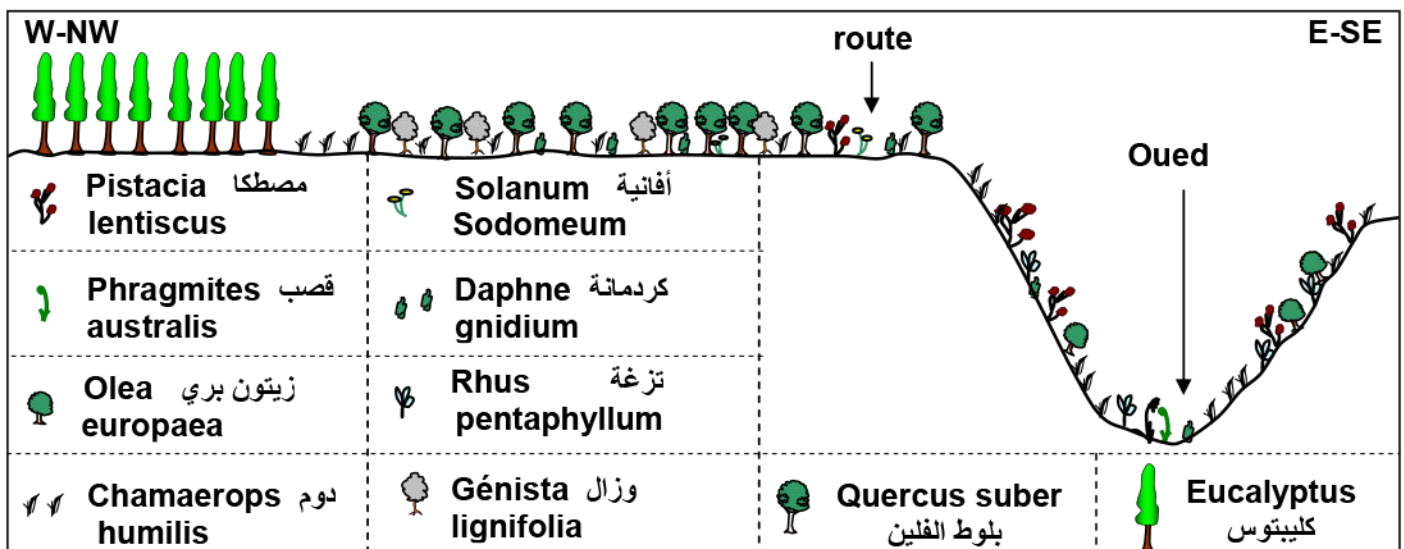 W-NW
route
E-SE
Oued
Pistacia مصطكا
lentiscus
Solanum أفانية
Sodomeum
Phragmites قصب
australis
Daphne كردمانة
gnidium
Olea زيتون بري
europaea
Rhus تزغة
pentaphyllum
Chamaerops دوم
humilis
Génista وزال
lignifolia
Quercus suber
بلوط الفلين
Eucalyptus
كليبتوس